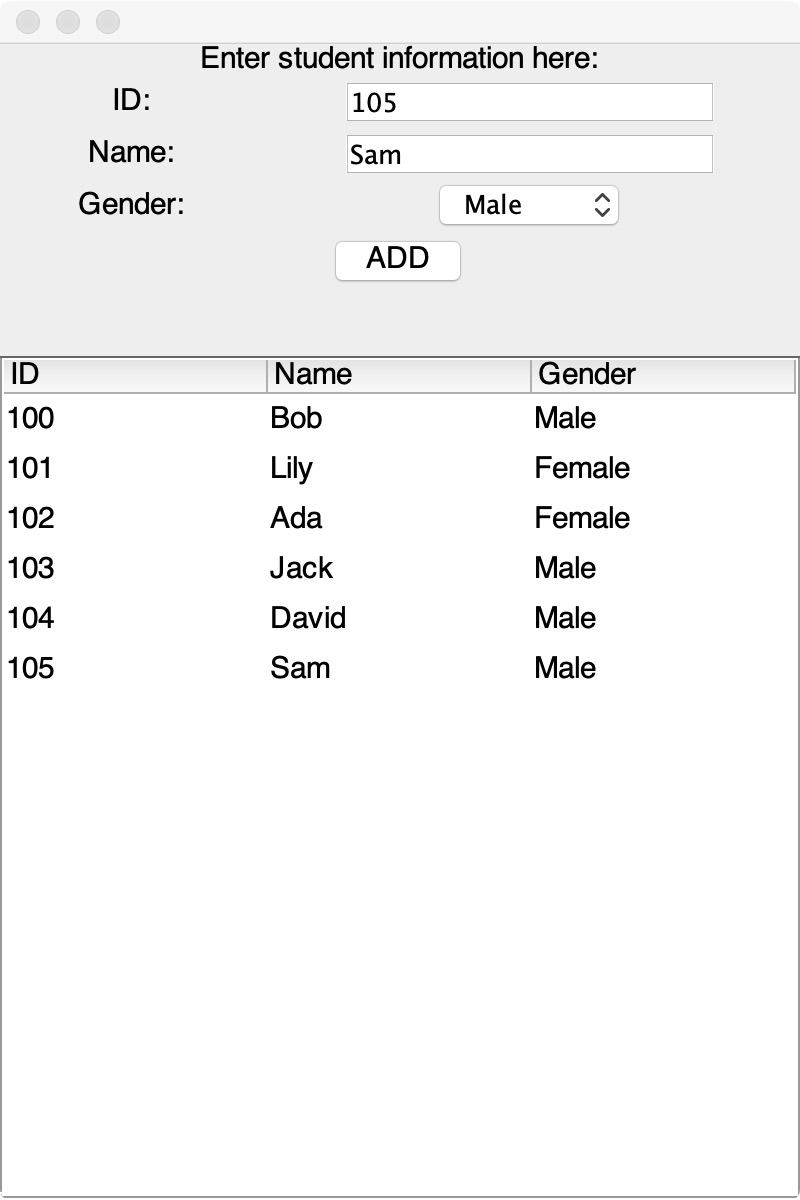 Enter student information here:
ID: 105
Name: Sam
Gender: Male
ADD
ID Name Gender
100 Bob Male
101 Lily Female
102 Ada Female
103 Jack Male
104 David Male
105 Sam Male